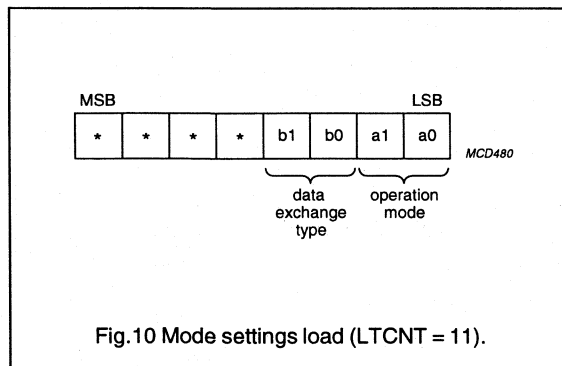 MSB LSB
* * * * b1 b0 a1 a0
MCD480
data operation
exchange mode
type
Fig.10 Mode settings load (LTCNT = 11).